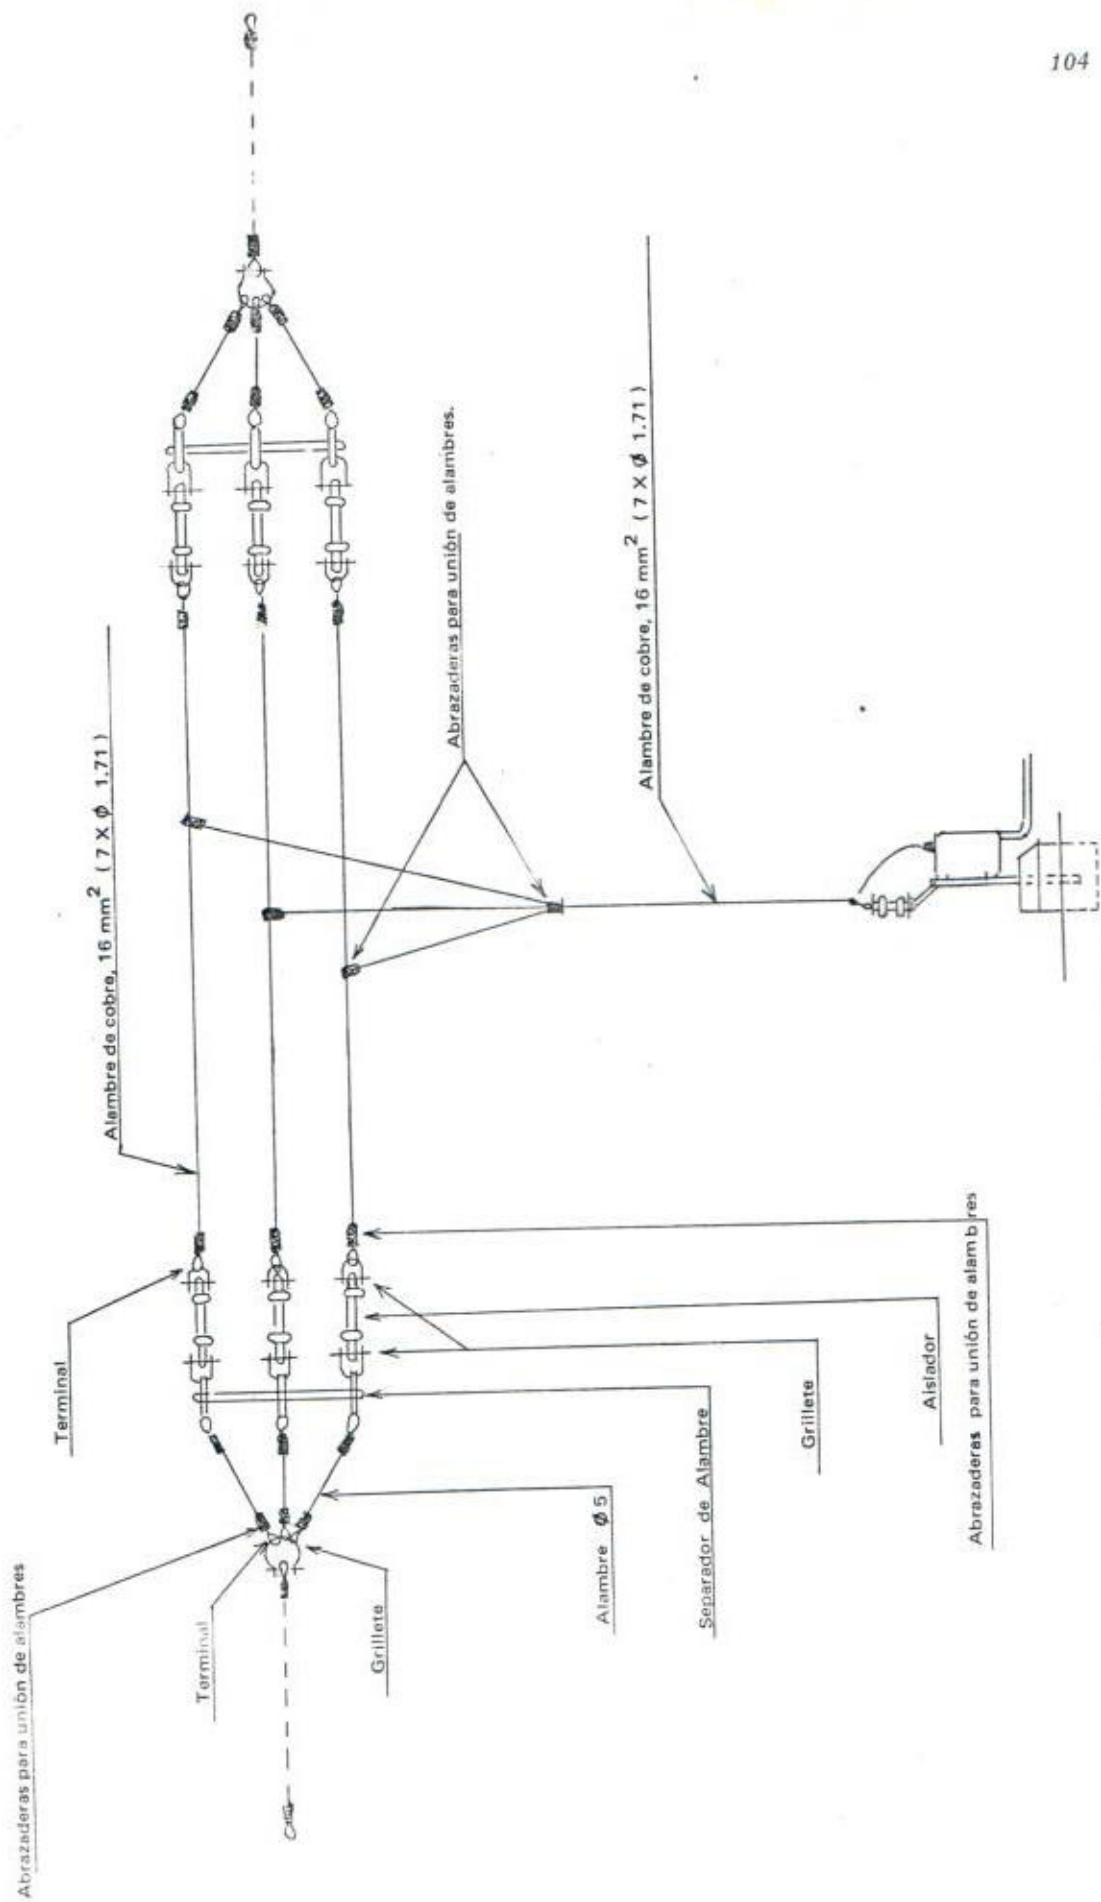 104
Abrazaderas para unión de alambres
Terminal
Grillete
Terminal
Alambre de cobre, 16 mm² ( 7 X Ø 1.71 )
Alambre Ø 5
Separador de Alambre
Grillete
Aislador
Abrazaderas para unión de alambres
Abrazaderas para unión de alambres.
Alambre de cobre, 16 mm² ( 7 X Ø 1.71 )